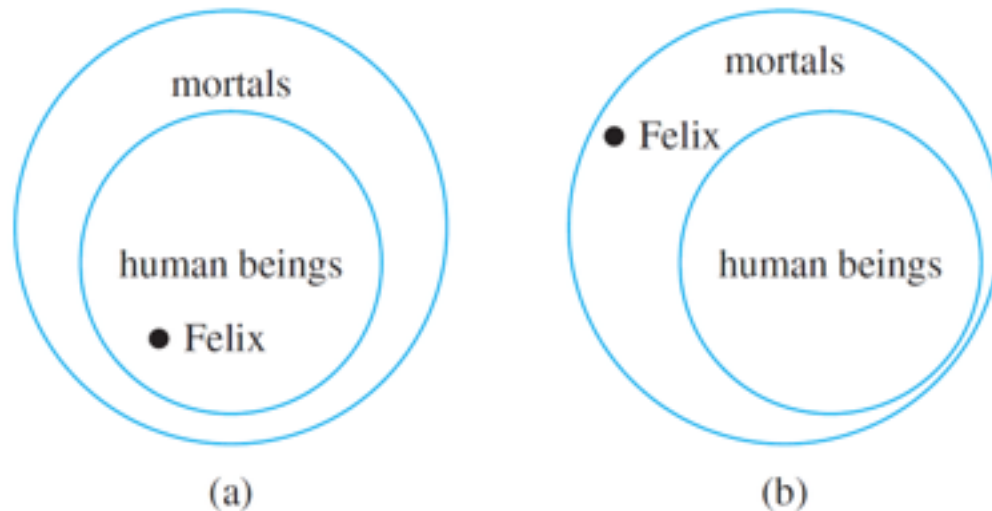 mortals
human beings
Felix
(a)
mortals
Felix
human beings
(b)